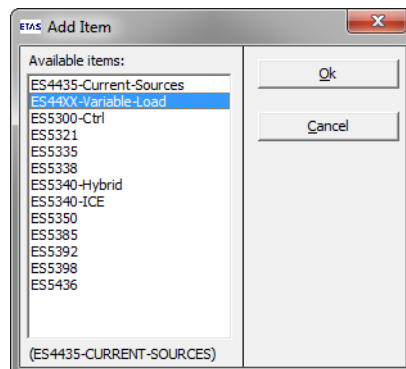 ETAS Add Item
Available items:
ES4435-Current-Sources
ES44XX-Variable-Load
ES5300-Ctrl
ES5321
ES5335
ES5338
ES5340-Hybrid
ES5340-ICE
ES5350
ES5385
ES5392
ES5398
ES5436
(ES4435-CURRENT-SOURCES)
Ok
Cancel